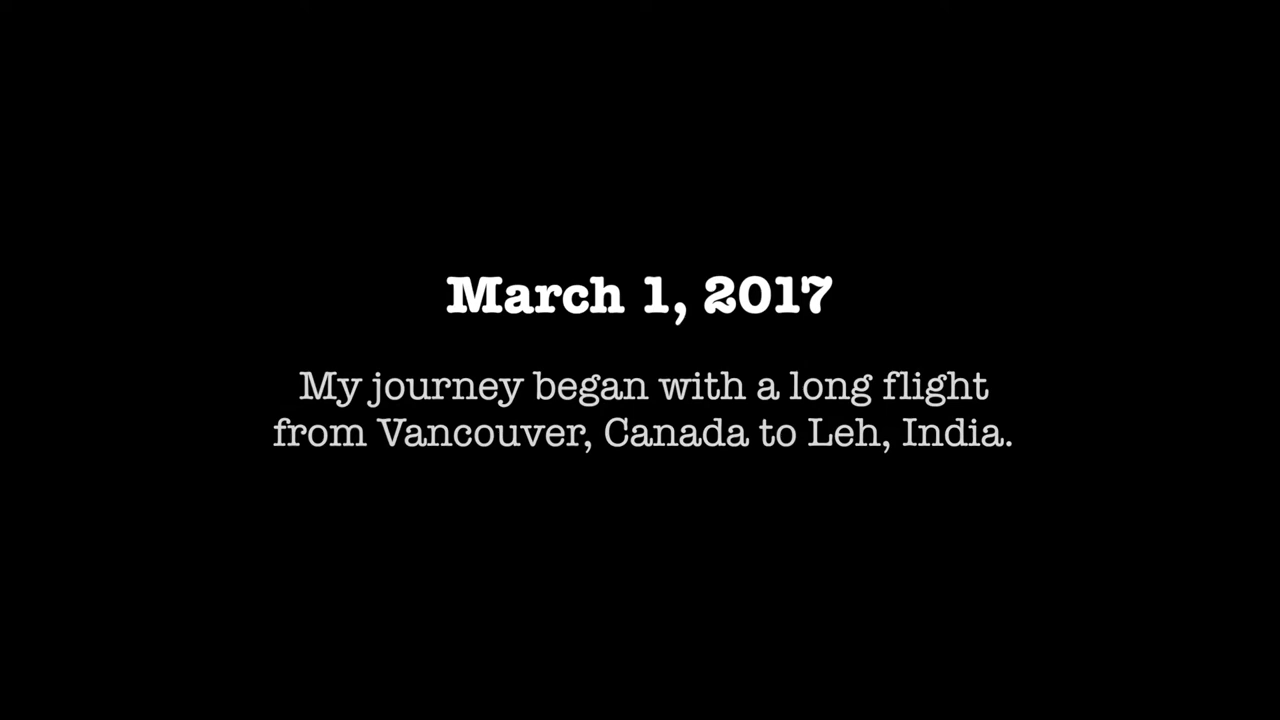 March 1, 2017
My journey began with a long flight
from Vancouver, Canada to Leh, India.